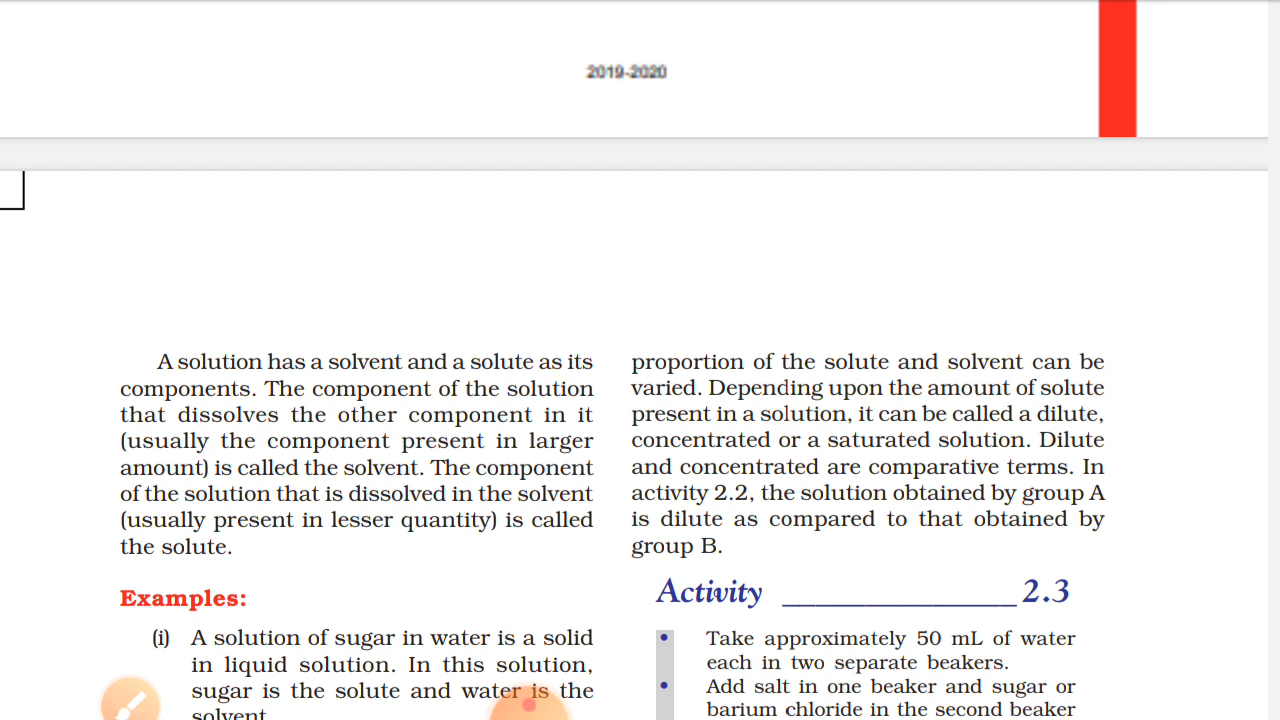 2019-2020
A solution has a solvent and a solute as its
components. The component of the solution
that dissolves the other component in it
(usually the component present in larger
amount) is called the solvent. The component
of the solution that is dissolved in the solvent
(usually present in lesser quantity) is called
the solute.
Examples:
(i) A solution of sugar in water is a solid
in liquid solution. In this solution,
sugar is the solute and water is the
solvent
proportion of the solute and solvent can be
varied. Depending upon the amount of solute
present in a solution, it can be called a dilute,
concentrated or a saturated solution. Dilute
and concentrated are comparative terms. In
activity 2.2, the solution obtained by group A
is dilute as compared to that obtained by
group B.
Activity ______________ 2.3
• Take approximately 50 mL of water
each in two separate beakers.
• Add salt in one beaker and sugar or
barium chloride in the second beaker